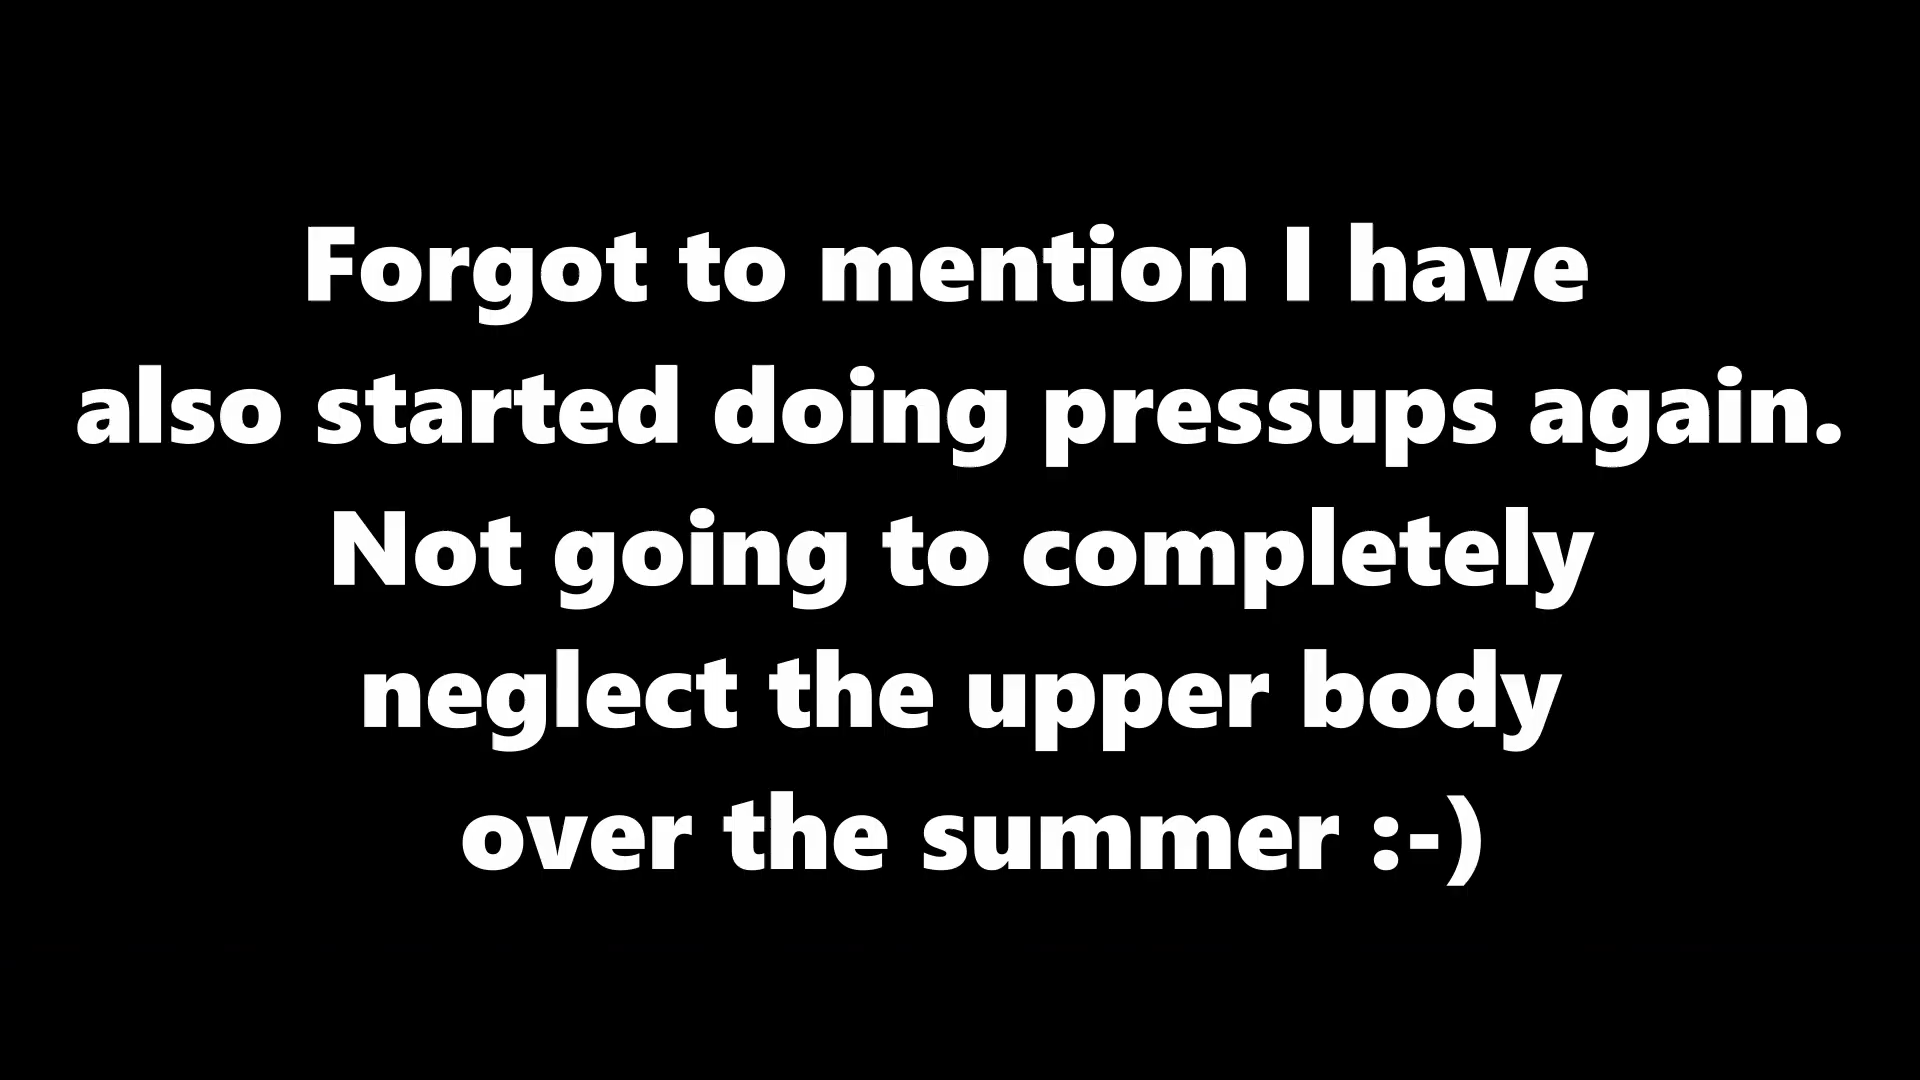 Forgot to mention I have
also started doing pressups again.
Not going to completely
neglect the upper body
over the summer :-)